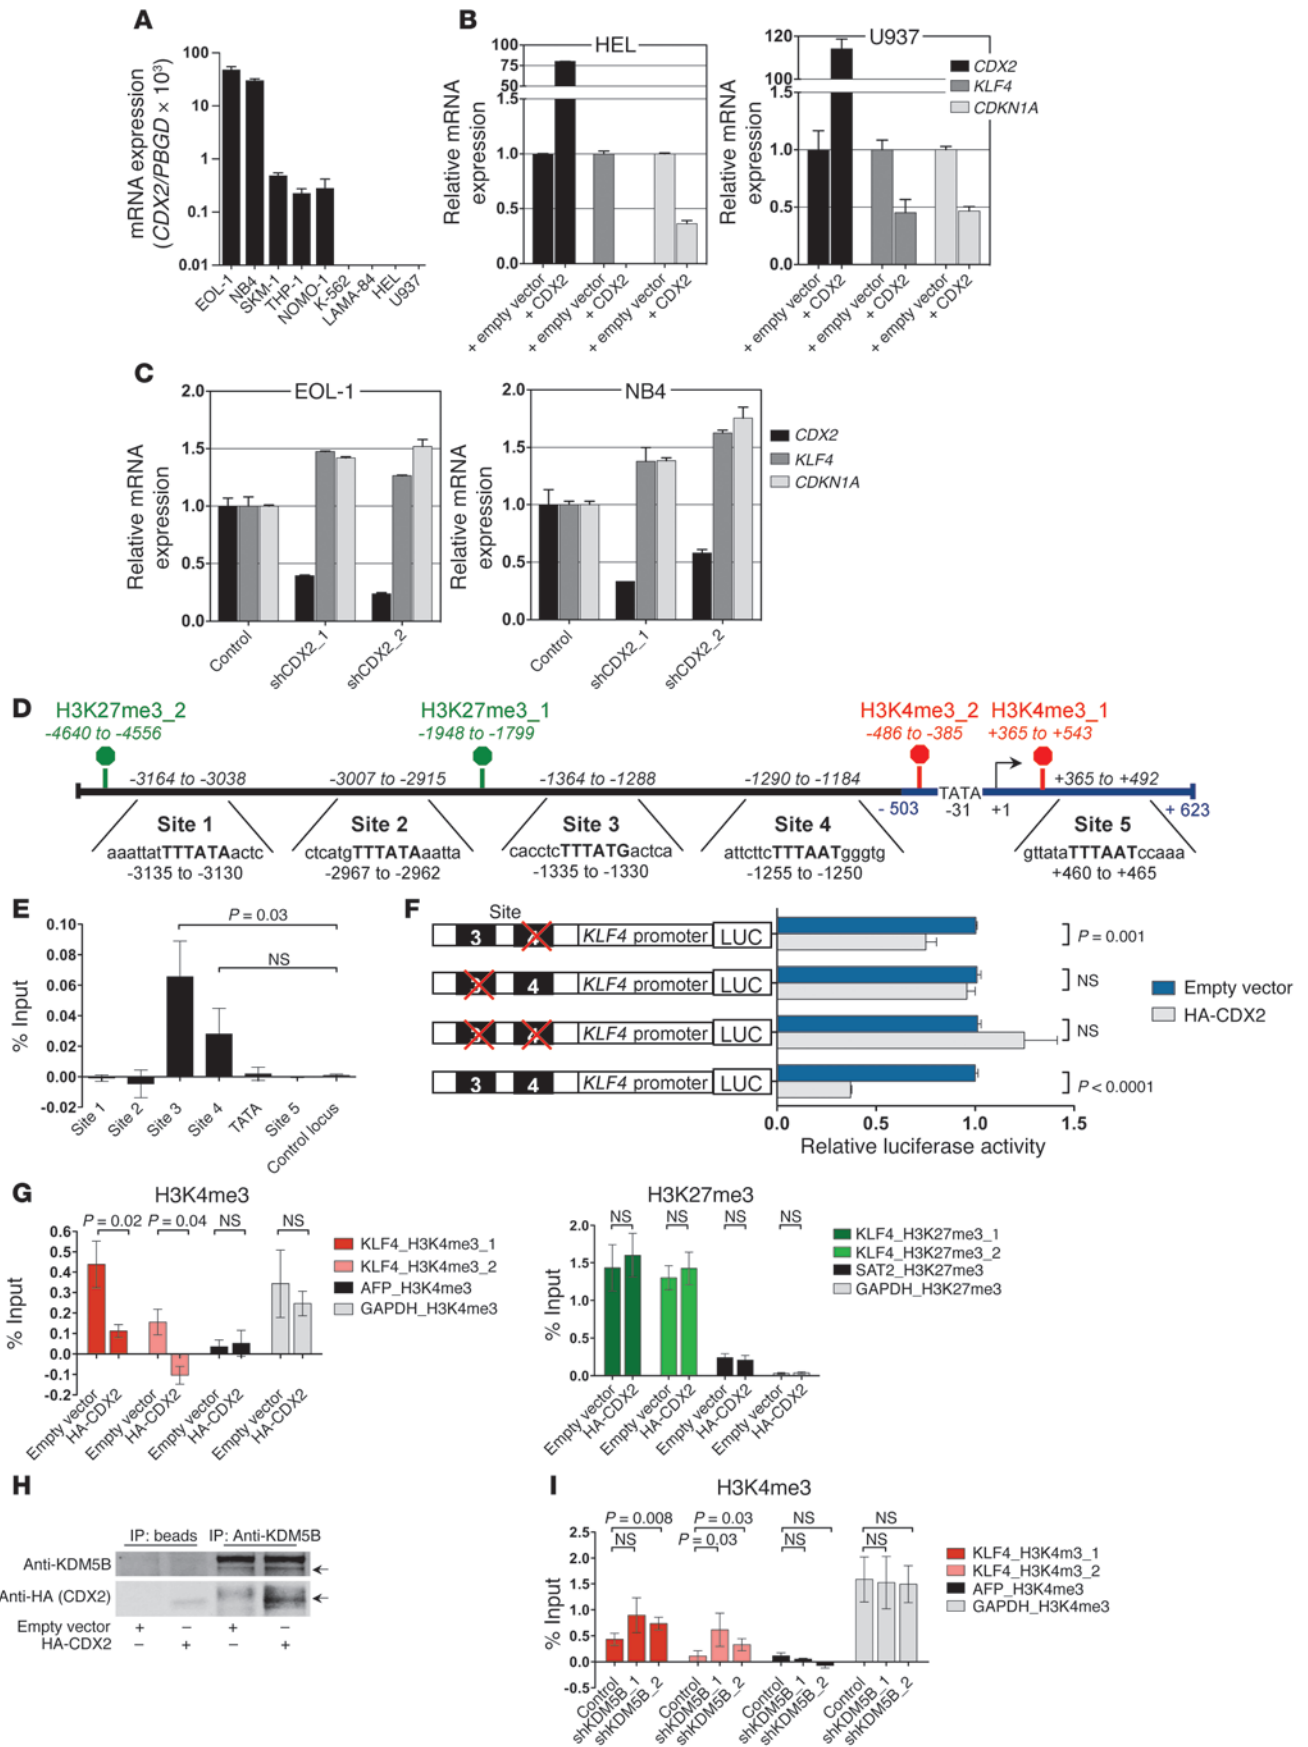 A
mRNA expression
(CDX2/PBGD × 10³)
100
10
1
0.1
0.01
EOL-1
NB4
SKM-1
THP-1
NOMO-1
K-562
LAMA-84
HEL
U937
B
HEL
Relative mRNA
expression
100
75
50
1.5
1.0
0.5
0.0
+ empty vector
+ CDX2
+ empty vector
+ CDX2
+ empty vector
+ CDX2
U937
Relative mRNA
expression
120
100
1.5
1.0
0.5
0.0
+ empty vector
+ CDX2
+ empty vector
+ CDX2
+ empty vector
+ CDX2
CDX2
KLF4
CDKN1A
C
EOL-1
Relative mRNA
expression
2.0
1.5
1.0
0.5
0.0
Control
shCDX2_1
shCDX2_2
NB4
Relative mRNA
expression
2.0
1.5
1.0
0.5
0.0
Control
shCDX2_1
shCDX2_2
CDX2
KLF4
CDKN1A
D
H3K27me3_2
-4640 to -4556
H3K27me3_1
-1948 to -1799
H3K4me3_2
-486 to -385
H3K4me3_1
+365 to +543
-3164 to -3038
-3007 to -2915
-1364 to -1288
-1290 to -1184
+365 to +492
- 503
TATA
-31
+1
+ 623
Site 1
aaattatTTTATAactc
-3135 to -3130
Site 2
ctcatgTTTATAaatta
-2967 to -2962
Site 3
cacctcTTTATGactca
-1335 to -1330
Site 4
attcttcTTTAATgggtg
-1255 to -1250
Site 5
gttataTTTAATccaaa
+460 to +465
E
% Input
0.10
0.08
0.06
0.04
0.02
0.00
-0.02
P = 0.03
NS
Site 1
Site 2
Site 3
Site 4
TATA
Site 5
Control locus
F
Site
3 4 KLF4 promoter LUC
P = 0.001
3 4 KLF4 promoter LUC
NS
3 4 KLF4 promoter LUC
NS
3 4 KLF4 promoter LUC
P < 0.0001
0.0 0.5 1.0 1.5
Relative luciferase activity
Empty vector
HA-CDX2
G
H3K4me3
% Input
0.6
0.5
0.4
0.3
0.2
0.1
0.0
-0.1
-0.2
P = 0.02 P = 0.04 NS NS
Empty vector
HA-CDX2
Empty vector
HA-CDX2
Empty vector
HA-CDX2
Empty vector
HA-CDX2
KLF4_H3K4me3_1
KLF4_H3K4me3_2
AFP_H3K4me3
GAPDH_H3K4me3
H3K27me3
% Input
2.0
1.5
1.0
0.5
0.0
NS NS NS NS
Empty vector
HA-CDX2
Empty vector
HA-CDX2
Empty vector
HA-CDX2
Empty vector
HA-CDX2
KLF4_H3K27me3_1
KLF4_H3K27me3_2
SAT2_H3K27me3
GAPDH_H3K27me3
H
IP: beads IP: Anti-KDM5B
Anti-KDM5B
Anti-HA (CDX2)
Empty vector + – + –
HA-CDX2 – + – +
I
H3K4me3
% Input
2.5
2.0
1.5
1.0
0.5
0.0
-0.5
P = 0.008 P = 0.03 NS NS
NS P = 0.03 NS NS
Control
shKDM5B_1
shKDM5B_2
Control
shKDM5B_1
shKDM5B_2
Control
shKDM5B_1
shKDM5B_2
Control
shKDM5B_1
shKDM5B_2
KLF4_H3K4m3_1
KLF4_H3K4m3_2
AFP_H3K4me3
GAPDH_H3K4me3